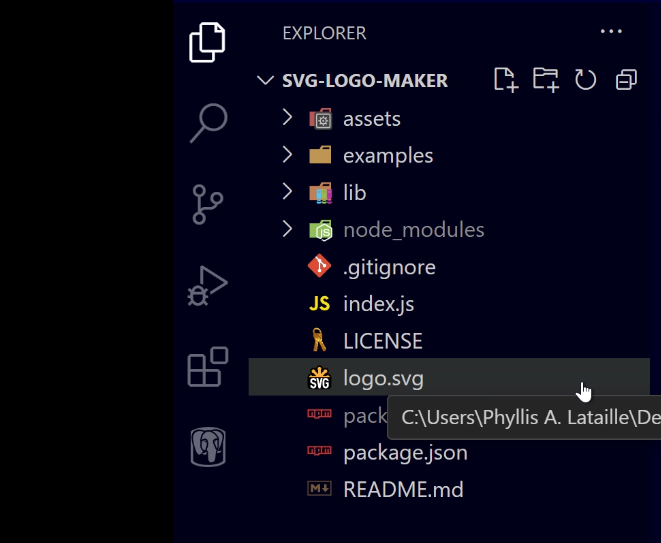 EXPLORER
SVG-LOGO-MAKER
assets
examples
lib
node_modules
.gitignore
JS index.js
LICENSE
SVG logo.svg
pack
C:\Users\Phyllis A. Lataille\De
package.json
README.md